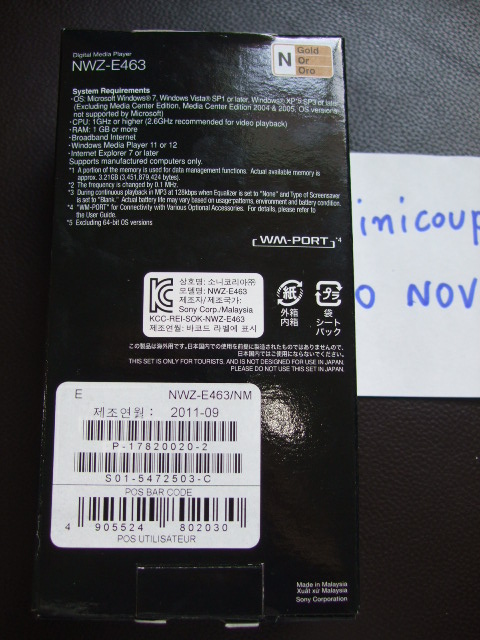 Digital Media Player
NWZ-E463
N
Gold
Or
Oro
System Requirements
•OS: Microsoft Windows® 7, Windows Vista® SP1 or later, Windows® XP*5 SP3 or later
(Excluding Media Center Edition, Media Center Edition 2004 & 2005, OS versions
not supported by Microsoft)
•CPU: 1GHz or higher (2.6GHz recommended for video playback)
•RAM: 1 GB or more
•Broadband Internet
•Windows Media Player 11 or 12
•Internet Explorer 7 or later
Supports manufactured computers only.
*1 A portion of the memory is used for data management functions. Actual available memory is
approx. 3.21GB (3,451,879,424 bytes).
*2 The frequency is changed by 0.1 MHz.
*3 During continuous playback in MP3 at 128kbps when Equalizer is set to "None" and Type of Screensaver
is set to "Blank." Actual battery life may vary based on usage patterns, environment and battery condition.
*4 "WM-PORT" for Connectivity with Various Optional Accessories. For details, please refer to
the User Guide.
*5 Excluding 64-bit OS versions
WM-PORT *4
inicoup
O NOV
상호명: 소니코리아㈜
모델명: NWZ-E463
제조자/제조국가:
Sony Corp./Malaysia
KCC-REI-SOK-NWZ-E463
제조연월: 바코드 라벨에 표시
紙
外箱
内箱
プラ
袋
シート
パック
この製品は海外用です。日本国内での使用を前提に製造されたものではありませんので、
日本国内ではご使用にならないでください。
THIS SET IS ONLY FOR TOURISTS, AND IS NOT DESIGNED FOR USE IN JAPAN.
PLEASE DO NOT USE THIS SET IN JAPAN.
E NWZ-E463/NM
제조연월: 2011-09
P-17820020-2
S01-5472503-C
POS BAR CODE
4 905524 802030
POS UTILISATEUR
Made in Malaysia
Xuất xứ Malaysia
Sony Corporation